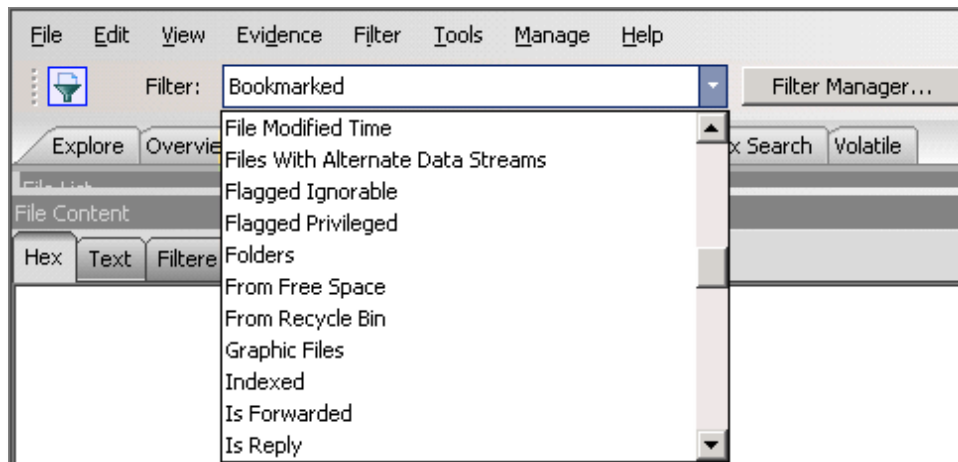 File Edit View Evidence Filter Tools Manage Help
Filter: Bookmarked Filter Manager...
File Modified Time
Explore Overvie Files With Alternate Data Streams x Search Volatile
Flagged Ignorable
File List
File Content Flagged Privileged
Hex Text Filtere Folders
From Free Space
From Recycle Bin
Graphic Files
Indexed
Is Forwarded
Is Reply